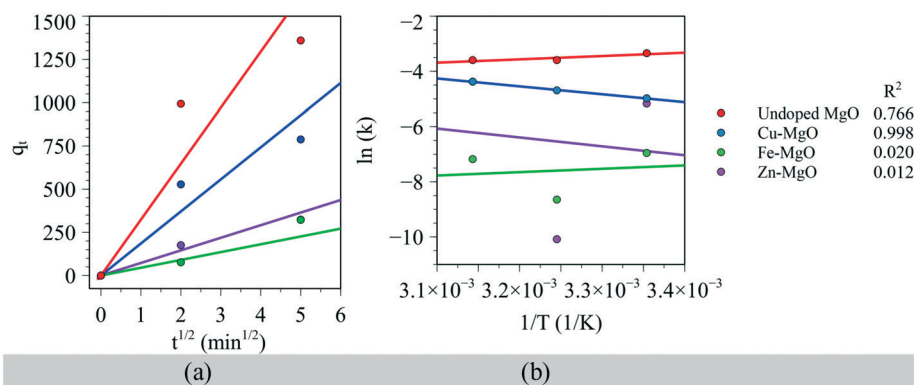 1500
1250
1000
750
500
250
0
qₜ
0 1 2 3 4 5 6
t^1/2 (min^1/2)
−2
−4
−6
−8
−10
ln (k)
3.1×10⁻³ 3.2×10⁻³ 3.3×10⁻³ 3.4×10⁻³
1/T (1/K)
R²
Undoped MgO 0.766
Cu-MgO 0.998
Fe-MgO 0.020
Zn-MgO 0.012
(a) (b)